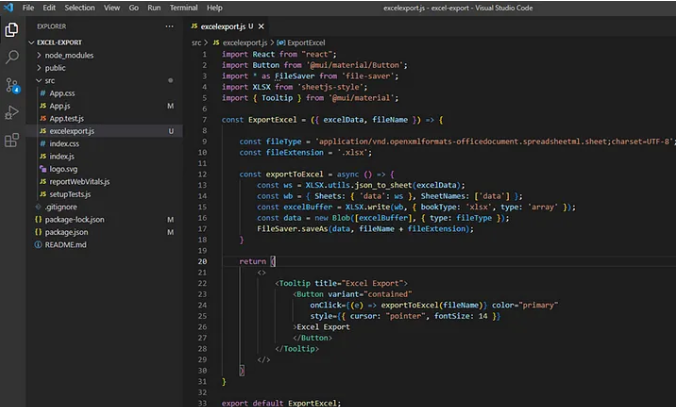 File Edit Selection View Go Run Terminal Help
excelexport.js - excel-export - Visual Studio Code
EXPLORER
EXCEL-EXPORT
node_modules
public
src
App.css
App.js M
App.test.js
excelexport.js U
index.css
index.js
logo.svg
reportWebVitals.js
setupTests.js
.gitignore
package-lock.json M
package.json M
README.md
4
excelexport.js U
src > excelexport.js > ExportExcel
1 import React from "react";
2 import Button from '@mui/material/Button';
3 import * as FileSaver from 'file-saver';
4 import XLSX from 'sheetjs-style';
5 import { Tooltip } from '@mui/material';
6
7 const ExportExcel = ({ excelData, fileName }) => {
8
9 const fileType = 'application/vnd.openxmlformats-officedocument.spreadsheetml.sheet;charset=UTF-8'
10 const fileExtension = '.xlsx';
11
12 const exportToExcel = async () => {
13 const ws = XLSX.utils.json_to_sheet(excelData);
14 const wb = { Sheets: { 'data': ws }, SheetNames: ['data'] };
15 const excelBuffer = XLSX.write(wb, { bookType: 'xlsx', type: 'array' });
16 const data = new Blob([excelBuffer], { type: fileType });
17 FileSaver.saveAs(data, fileName + fileExtension);
18 }
19
20 return (
21 <>
22 <Tooltip title="Excel Export">
23 <Button variant="contained"
24 onClick={(e) => exportToExcel(fileName)} color="primary"
25 style={{ cursor: "pointer", fontSize: 14 }}
26 >Excel Export
27 </Button>
28 </Tooltip>
29 </>
30 )
31 }
32
33 export default ExportExcel;